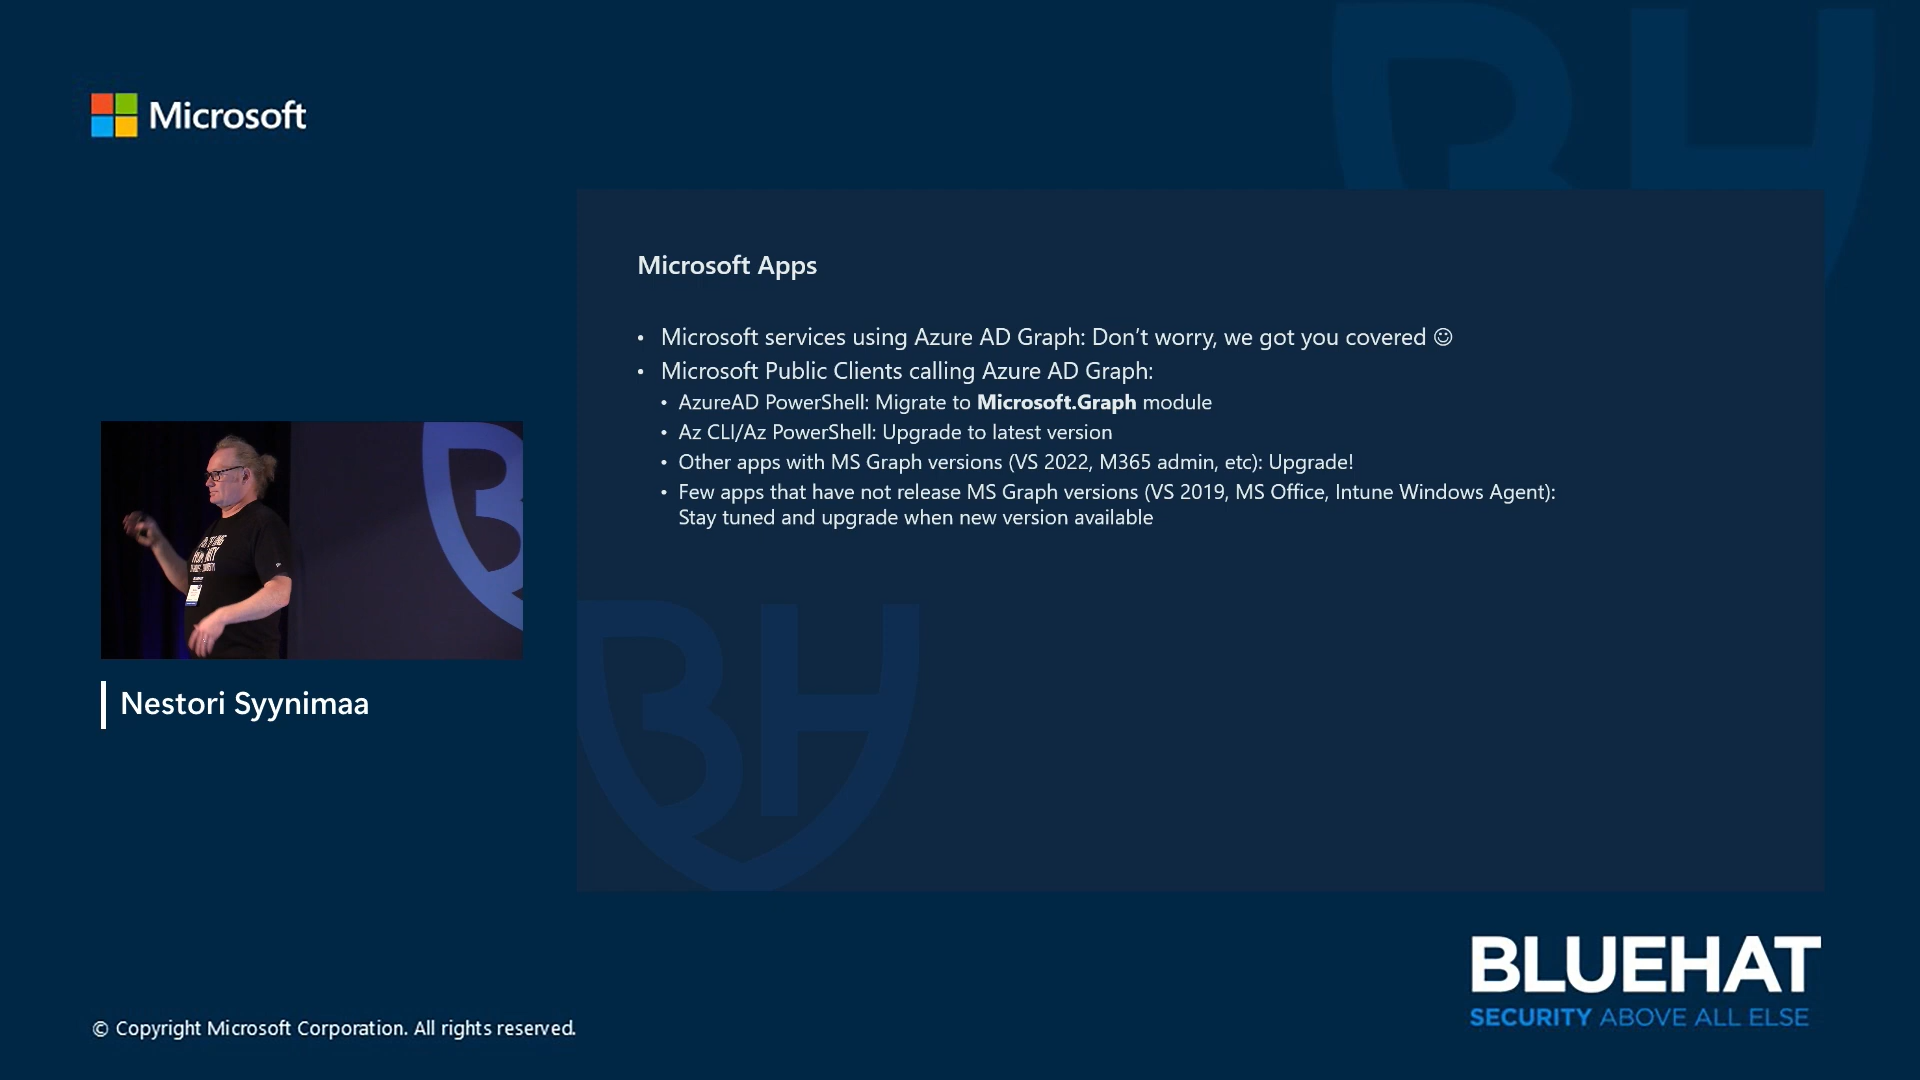 Microsoft
Microsoft Apps
• Microsoft services using Azure AD Graph: Don't worry, we got you covered ☺
• Microsoft Public Clients calling Azure AD Graph:
• AzureAD PowerShell: Migrate to Microsoft.Graph module
• Az CLI/Az PowerShell: Upgrade to latest version
• Other apps with MS Graph versions (VS 2022, M365 admin, etc): Upgrade!
• Few apps that have not release MS Graph versions (VS 2019, MS Office, Intune Windows Agent):
Stay tuned and upgrade when new version available
Nestori Syynimaa
BH
BH
BLUEHAT
SECURITY ABOVE ALL ELSE
© Copyright Microsoft Corporation. All rights reserved.